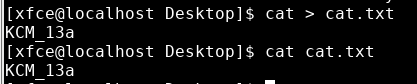 [xfce@localhost Desktop]$ cat > cat.txt
KCM_13a
[xfce@localhost Desktop]$ cat cat.txt
KCM_13a